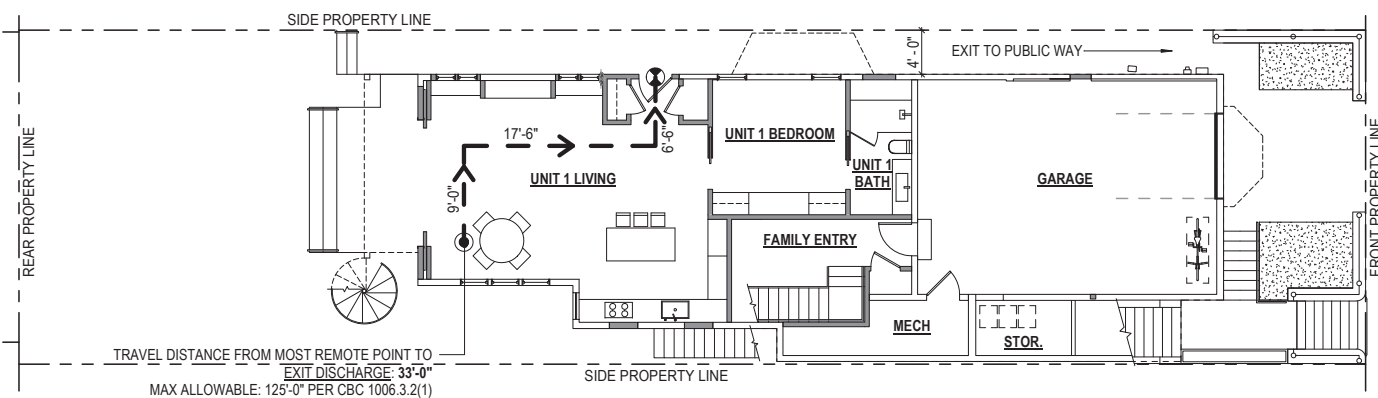 SIDE PROPERTY LINE
EXIT TO PUBLIC WAY
4'-0"
17'-6"
6'-6"
9'-0"
UNIT 1 BEDROOM
UNIT 1 LIVING
UNIT 1
BATH
GARAGE
FAMILY ENTRY
MECH
STOR.
REAR PROPERTY LINE
FRONT PROPERTY LINE
TRAVEL DISTANCE FROM MOST REMOTE POINT TO
EXIT DISCHARGE: 33'-0"
MAX ALLOWABLE: 125'-0" PER CBC 1006.3.2(1)
SIDE PROPERTY LINE